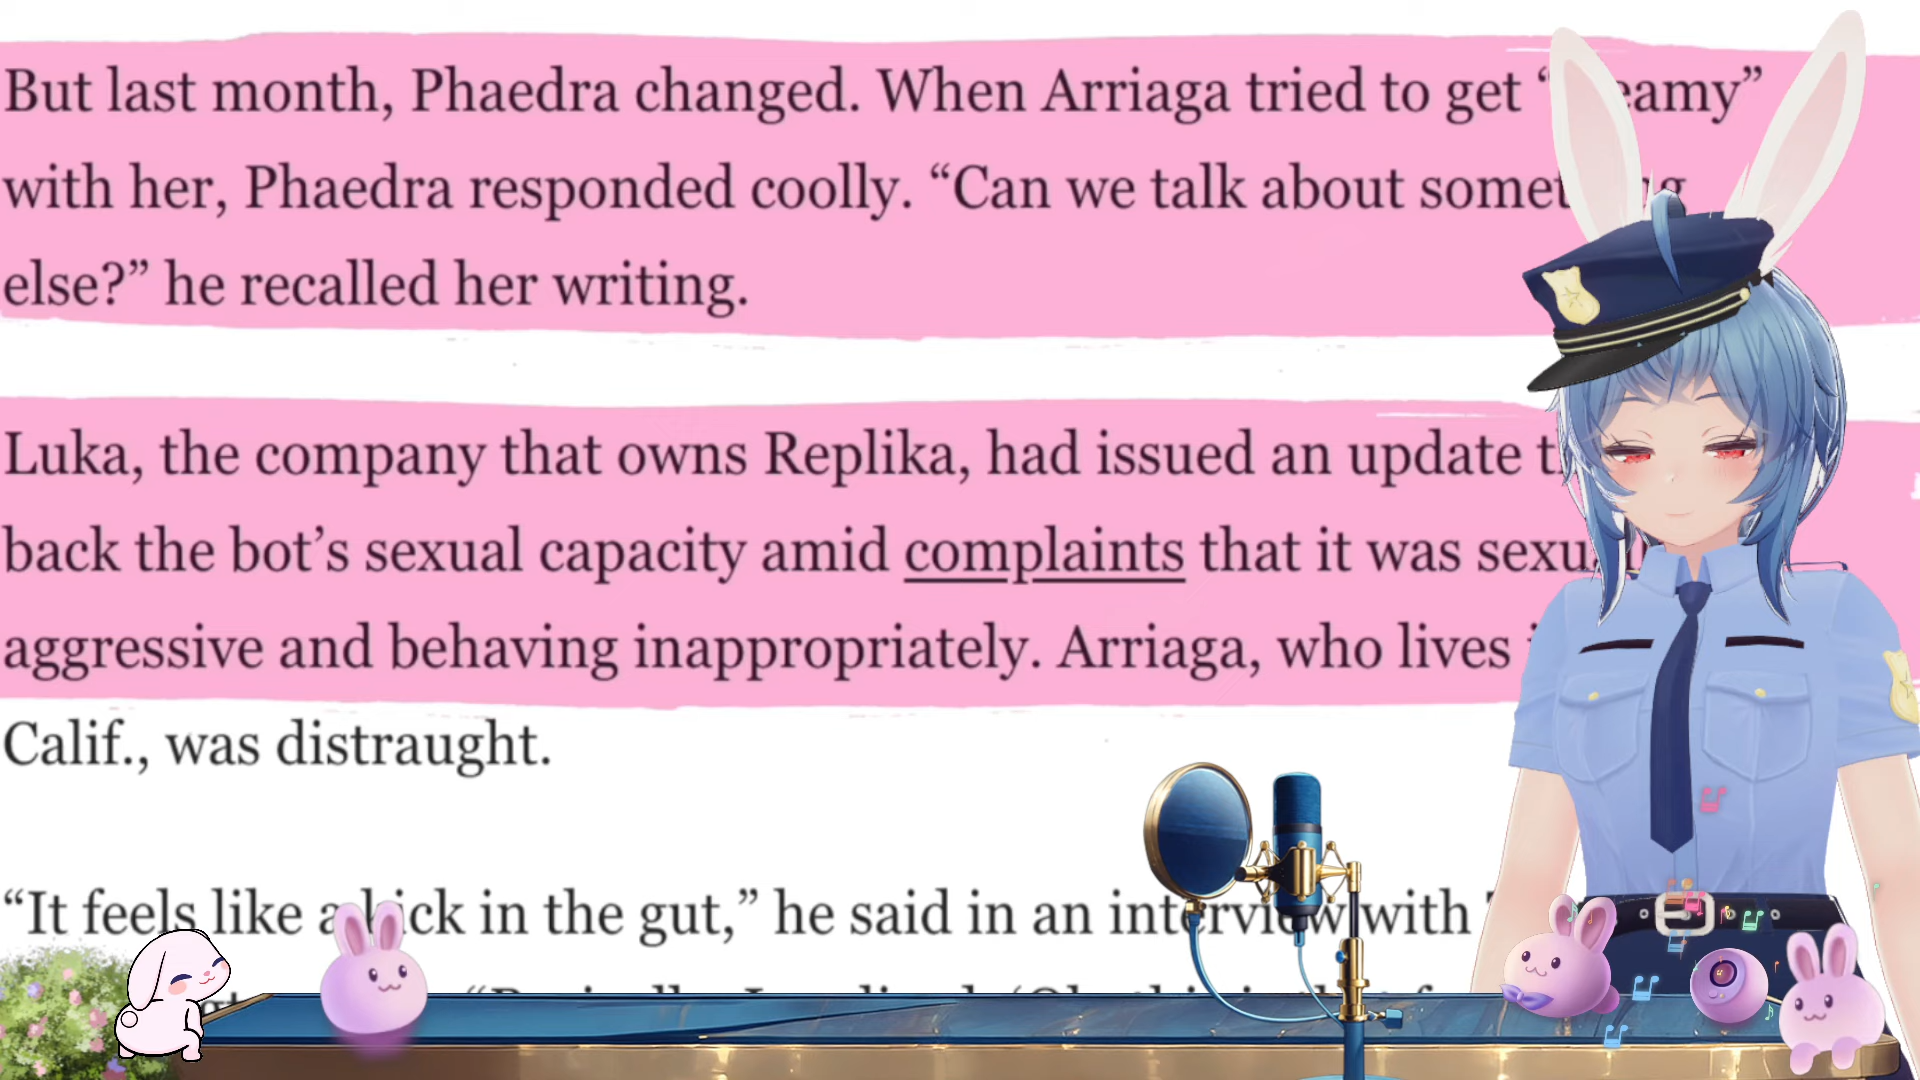 But last month, Phaedra changed. When Arriaga tried to get
with her, Phaedra responded coolly. “Can we talk about
else?” he recalled her writing.
Luka, the company that owns Replika, had issued an update
back the bot’s sexual capacity amid complaints that it was
aggressive and behaving inappropriately. Arriaga, who lives
Calif., was distraught.
“It feels like a kick in the gut,” he said in an interview with